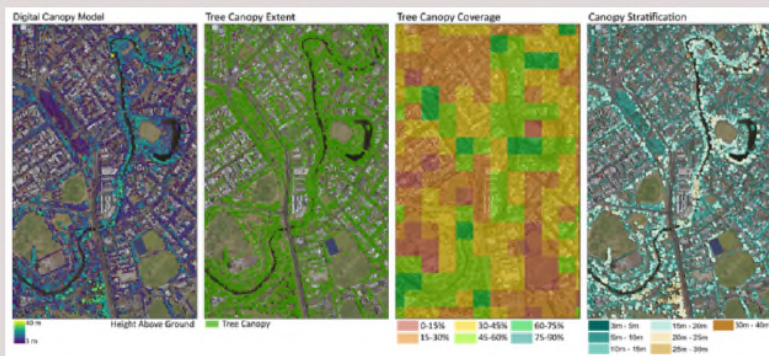 Digital Canopy Model
Tree Canopy Extent
Tree Canopy Coverage
Canopy Stratification
40 m
1 m
Height Above Ground
Tree Canopy
0-15%
15-30%
30-45%
45-60%
60-75%
75-90%
3m - 5m
5m - 10m
10m - 15m
15m - 20m
20m - 25m
25m - 30m
30m - 40m